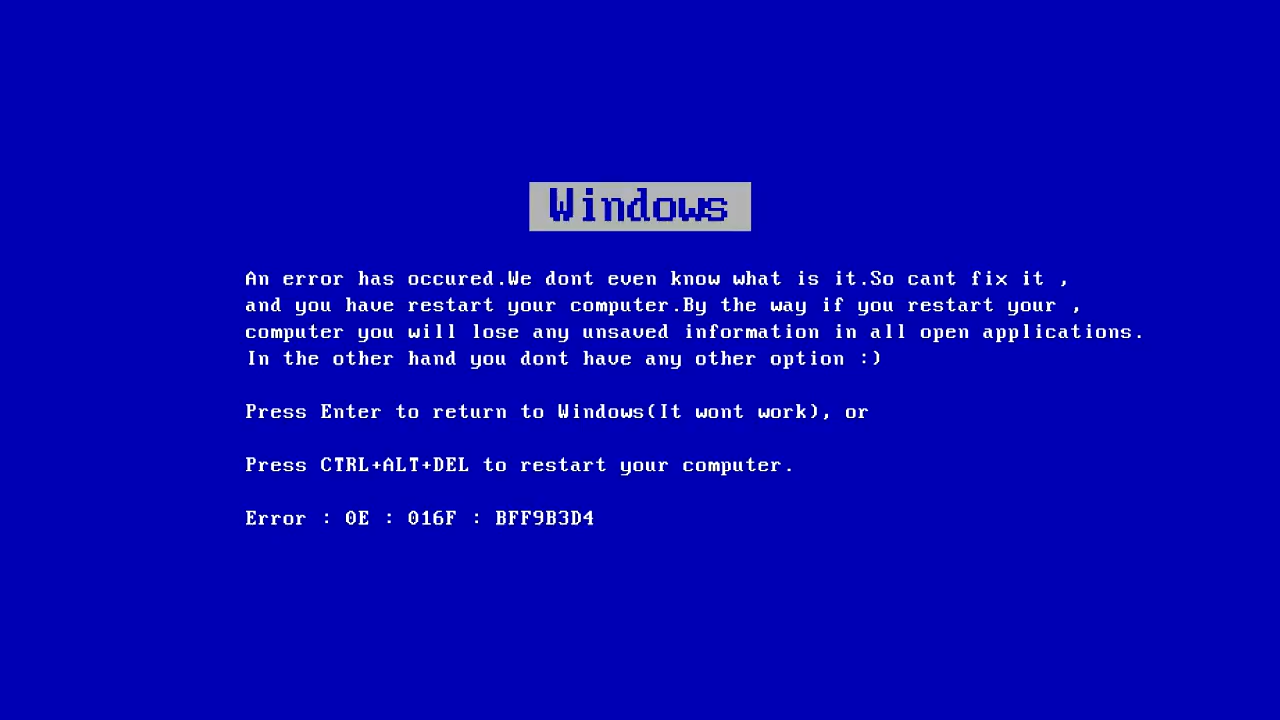 Windows
An error has occured.We dont even know what is it.So cant fix it ,
and you have restart your computer.By the way if you restart your ,
computer you will lose any unsaved information in all open applications.
In the other hand you dont have any other option :)
Press Enter to return to Windows(It wont work), or
Press CTRL+ALT+DEL to restart your computer.
Error : 0E : 016F : BFF9B3D4